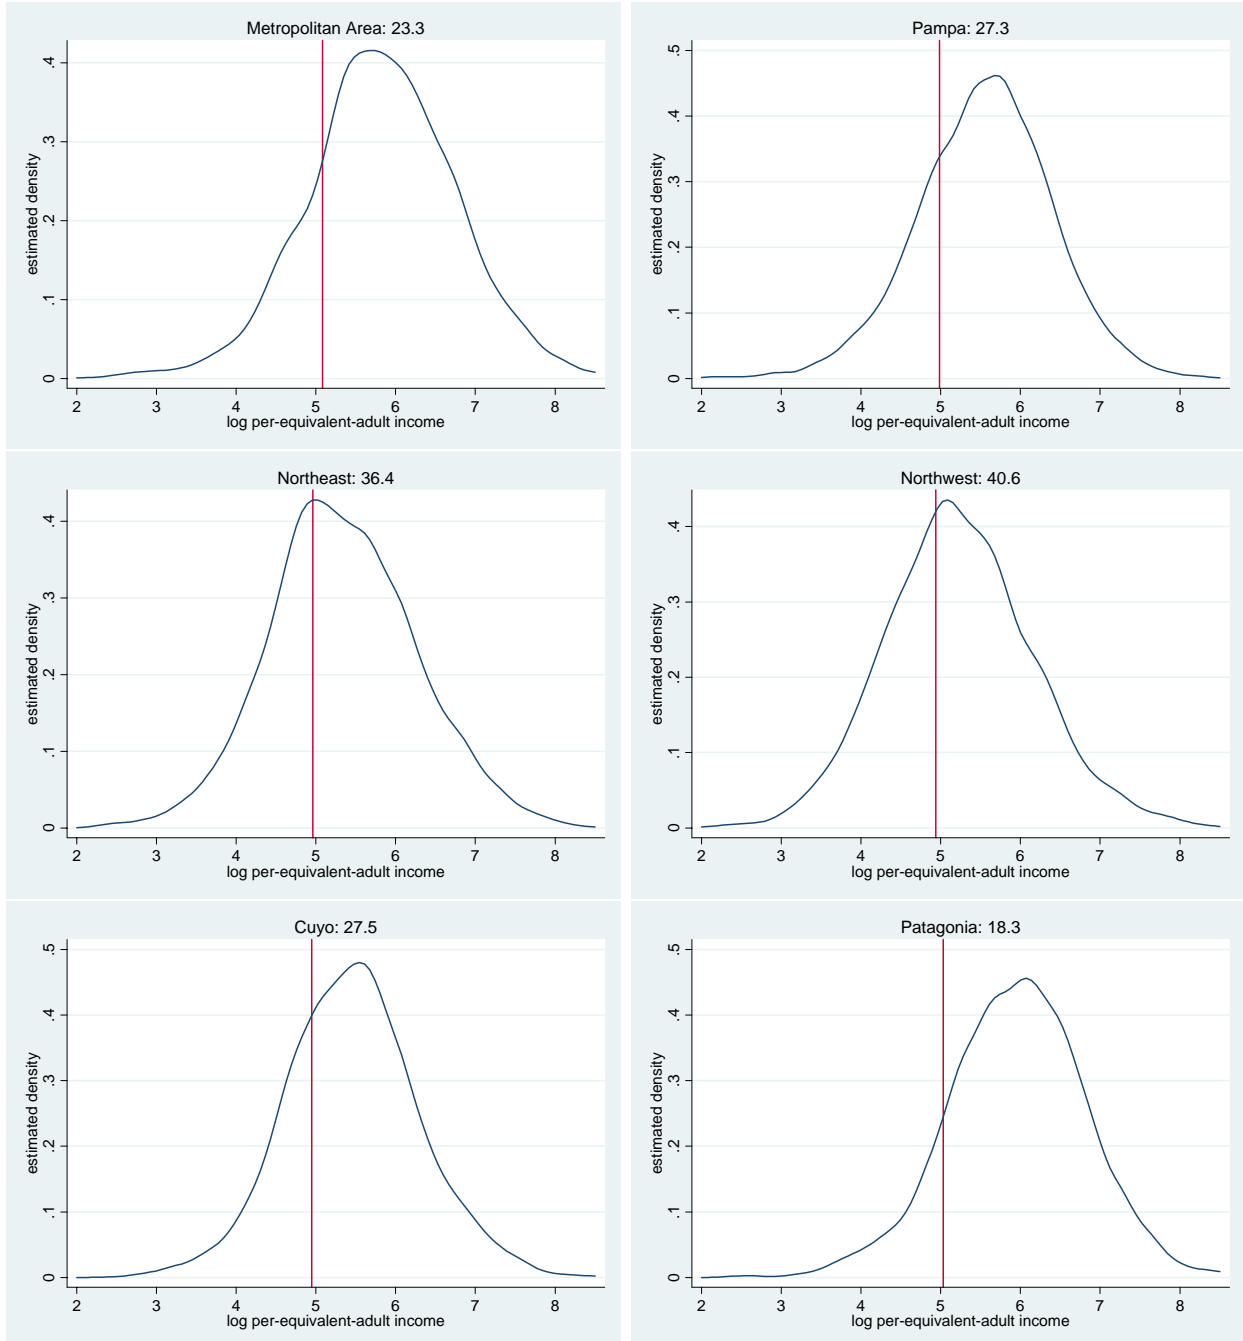 Metropolitan Area: 23.3
estimated density
.4
.3
.2
.1
0
2 3 4 5 6 7 8
log per-equivalent-adult income
Pampa: 27.3
estimated density
.5
.4
.3
.2
.1
0
2 3 4 5 6 7 8
log per-equivalent-adult income
Northeast: 36.4
estimated density
.4
.3
.2
.1
0
2 3 4 5 6 7 8
log per-equivalent-adult income
Northwest: 40.6
estimated density
.4
.3
.2
.1
0
2 3 4 5 6 7 8
log per-equivalent-adult income
Cuyo: 27.5
estimated density
.5
.4
.3
.2
.1
0
2 3 4 5 6 7 8
log per-equivalent-adult income
Patagonia: 18.3
estimated density
.5
.4
.3
.2
.1
0
2 3 4 5 6 7 8
log per-equivalent-adult income